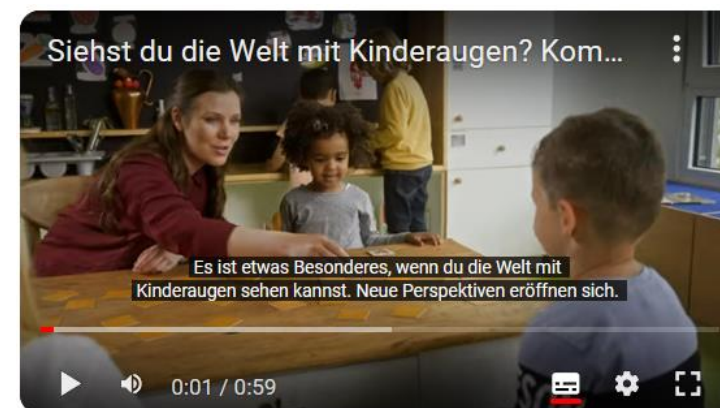 Siehst du die Welt mit Kinderaugen? Kom...
Es ist etwas Besonderes, wenn du die Welt mit
Kinderaugen sehen kannst. Neue Perspektiven eröffnen sich.
0:01 / 0:59